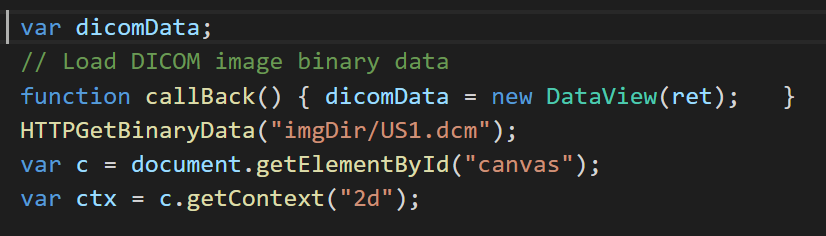 var dicomData;
// Load DICOM image binary data
function callBack() { dicomData = new DataView(ret);   }
HTTPGetBinaryData("imgDir/US1.dcm");
var c = document.getElementById("canvas");
var ctx = c.getContext("2d");